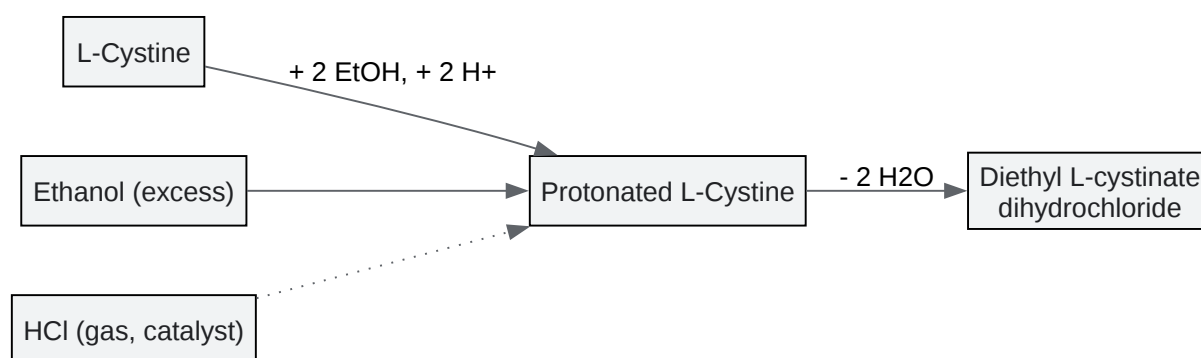 L-Cystine
+ 2 EtOH, + 2 H+
Ethanol (excess)
Protonated L-Cystine
- 2 H2O
Diethyl L-cystinate
dihydrochloride
HCl (gas, catalyst)